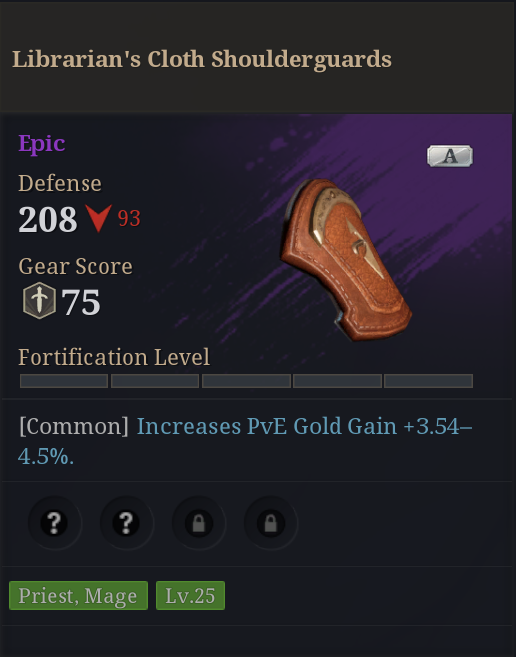 Librarian's Cloth Shoulderguards
Epic
A
Defense
208 93
Gear Score
75
Fortification Level
[Common] Increases PvE Gold Gain +3.54–
4.5%.
? ?
Priest, Mage Lv.25